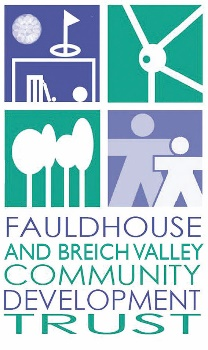 FAULDHOUSE
AND BREICH VALLEY
COMMUNITY
DEVELOPMENT
TRUST